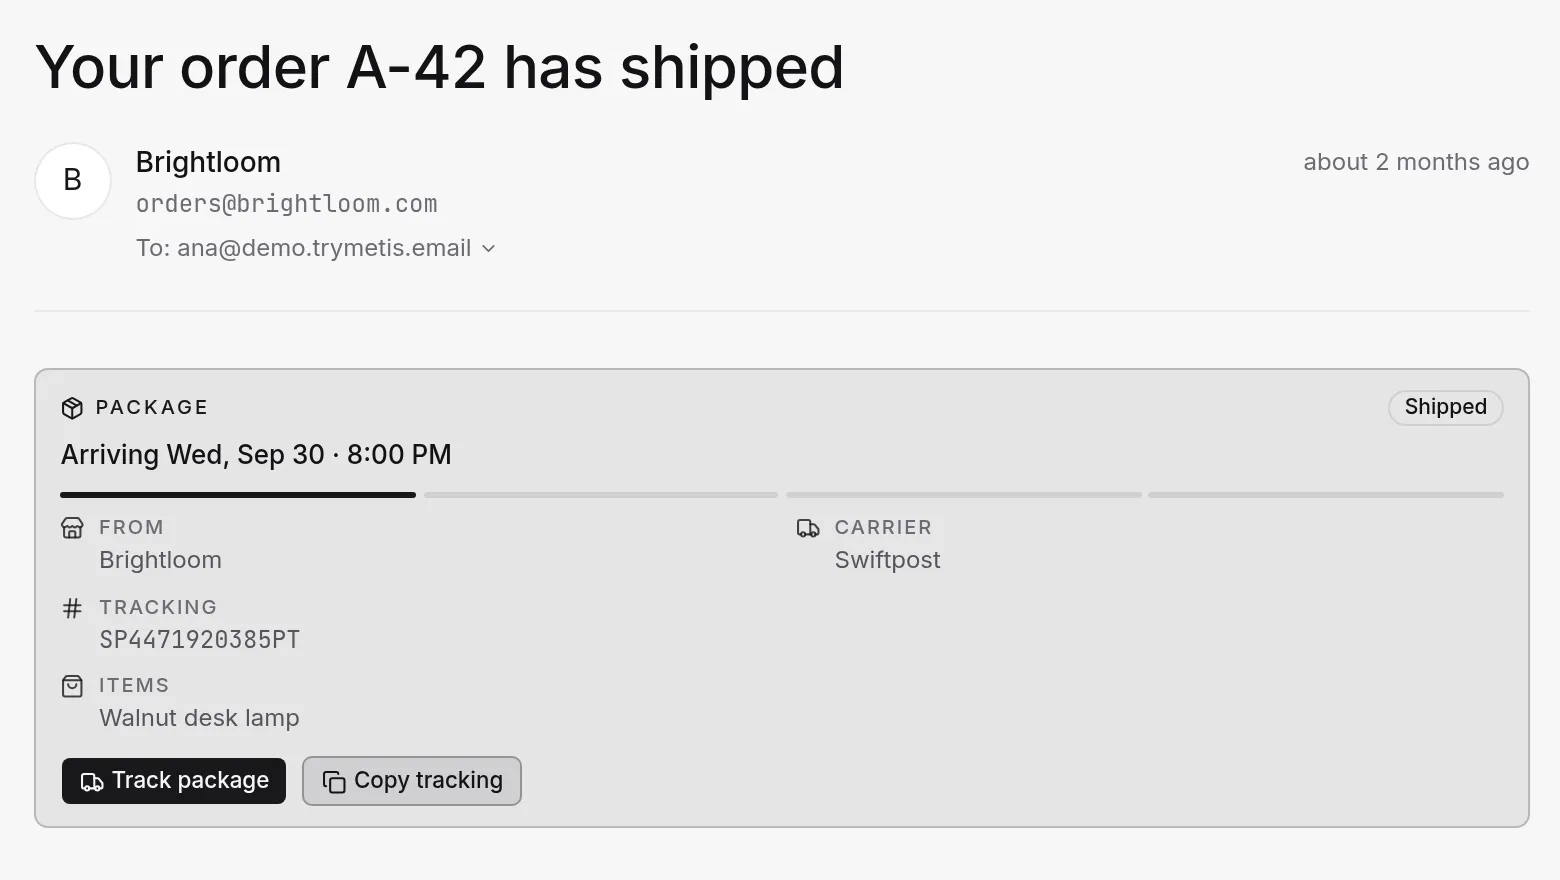 Your order A-42 has shipped
B
Brightloom
about 2 months ago
orders@brightloom.com
To: ana@demo.trymetis.email
PACKAGE
Shipped
Arriving Wed, Sep 30 · 8:00 PM
FROM
Brightloom
CARRIER
Swiftpost
TRACKING
SP4471920385PT
ITEMS
Walnut desk lamp
Track package
Copy tracking